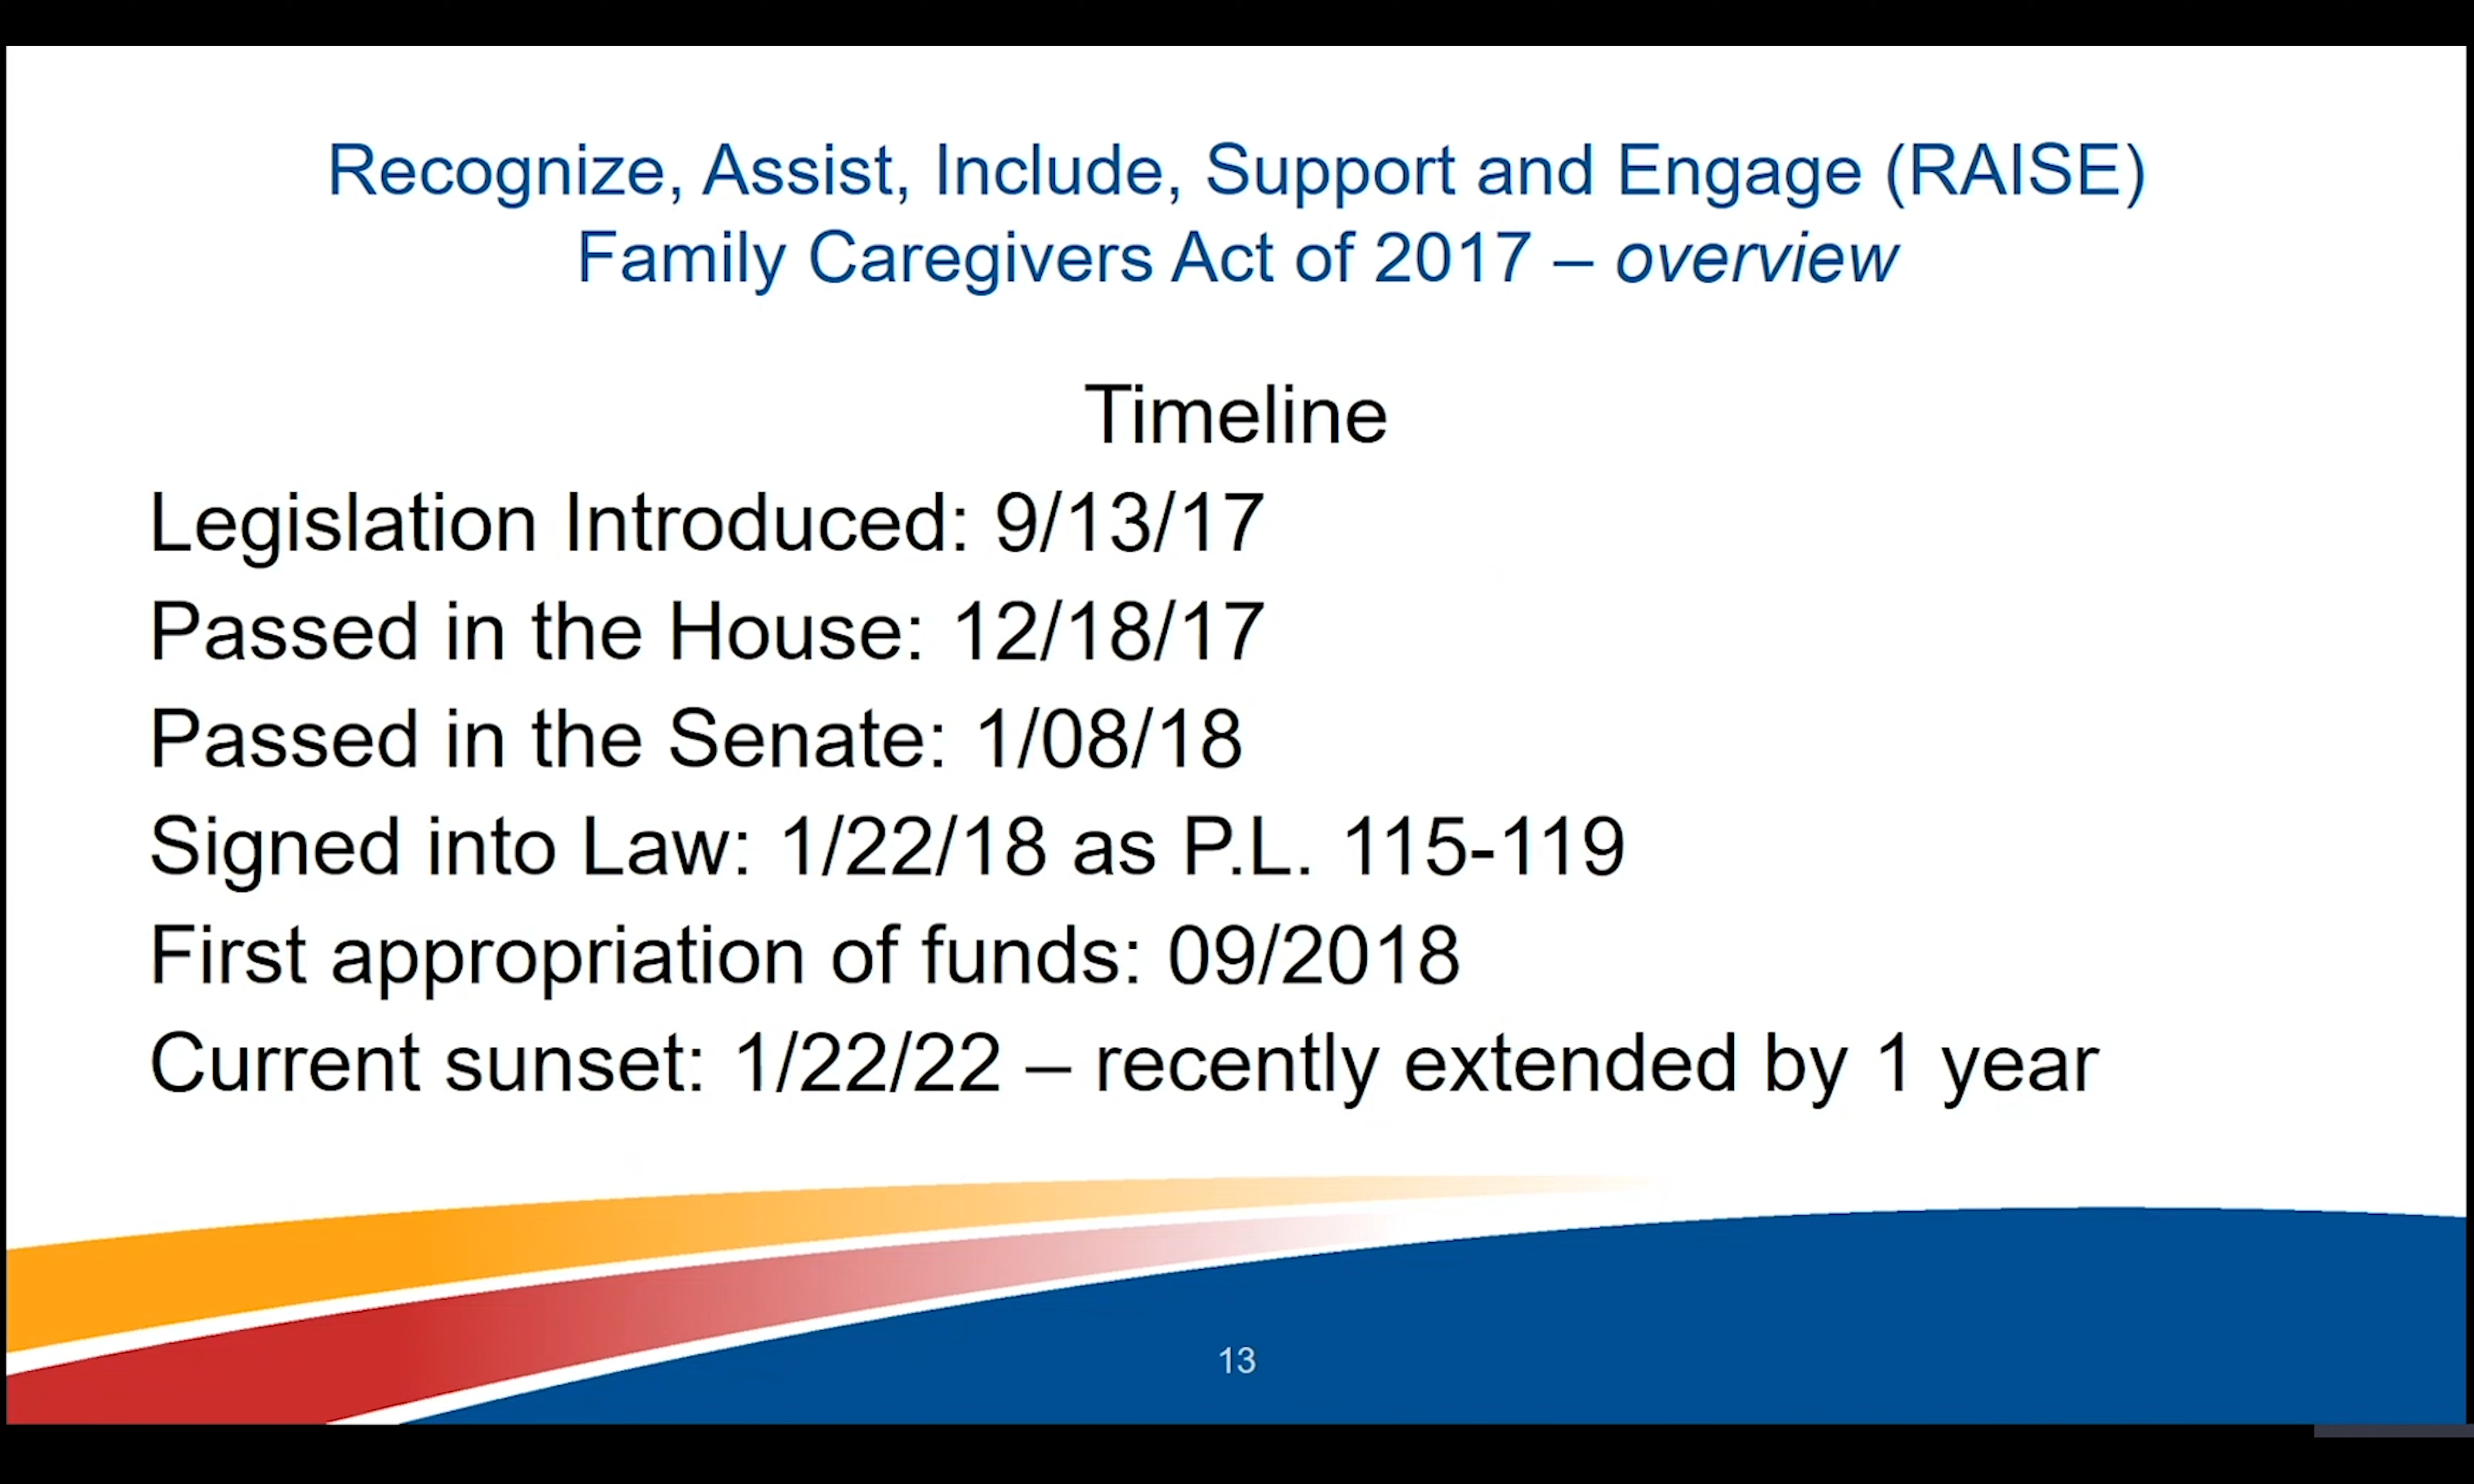 Recognize, Assist, Include, Support and Engage (RAISE)
Family Caregivers Act of 2017 – overview
Timeline
Legislation Introduced: 9/13/17
Passed in the House: 12/18/17
Passed in the Senate: 1/08/18
Signed into Law: 1/22/18 as P.L. 115-119
First appropriation of funds: 09/2018
Current sunset: 1/22/22 – recently extended by 1 year
13